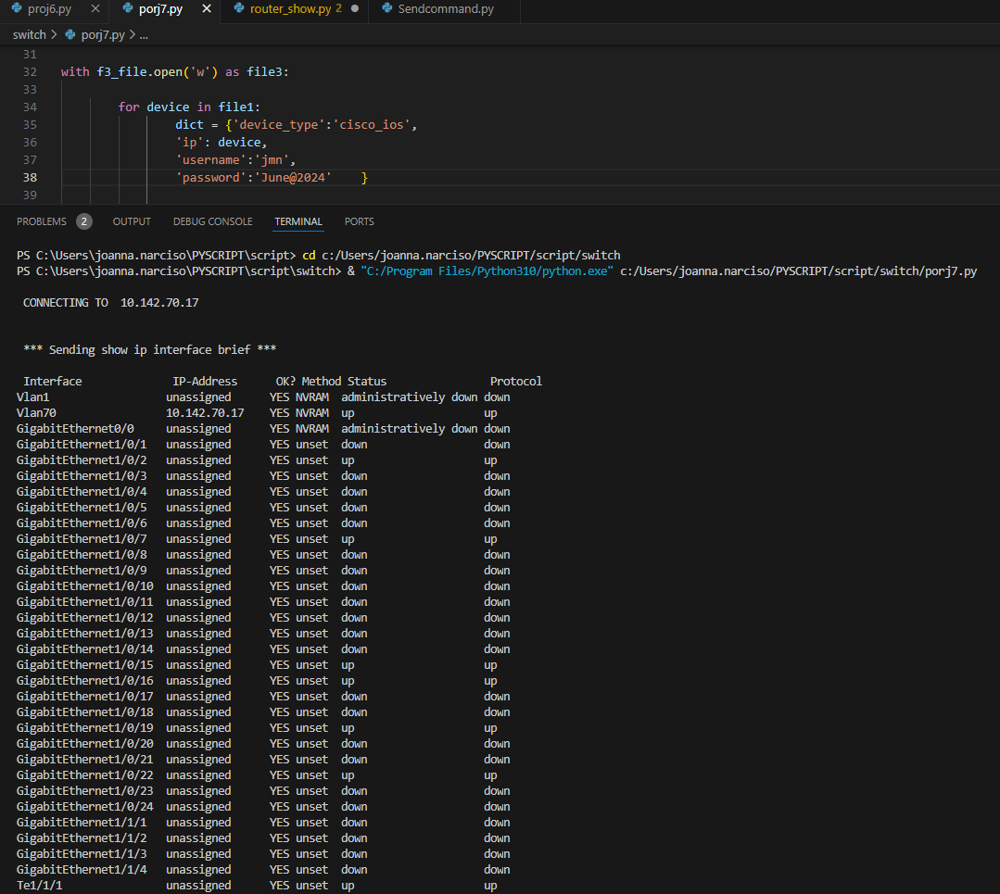 proj6.py porj7.py router_show.py 2 Sendcommand.py
switch > porj7.py > ...
31
32 with f3_file.open('w') as file3:
33
34 for device in file1:
35 dict = {'device_type':'cisco_ios',
36 'ip': device,
37 'username':'jmn',
38 'password':'June@2024' }
39
PROBLEMS 2 OUTPUT DEBUG CONSOLE TERMINAL PORTS
PS C:\Users\joanna.narciso\PYSCRIPT\script> cd c:/Users/joanna.narciso/PYSCRIPT/script/switch
PS C:\Users\joanna.narciso\PYSCRIPT\script\switch> & "C:/Program Files/Python310/python.exe" c:/Users/joanna.narciso/PYSCRIPT/script/switch/porj7.py
CONNECTING TO 10.142.70.17
*** Sending show ip interface brief ***
Interface IP-Address OK? Method Status Protocol
Vlan1 unassigned YES NVRAM administratively down down
Vlan70 10.142.70.17 YES NVRAM up up
GigabitEthernet0/0 unassigned YES NVRAM administratively down down
GigabitEthernet1/0/1 unassigned YES unset down down
GigabitEthernet1/0/2 unassigned YES unset up up
GigabitEthernet1/0/3 unassigned YES unset down down
GigabitEthernet1/0/4 unassigned YES unset down down
GigabitEthernet1/0/5 unassigned YES unset down down
GigabitEthernet1/0/6 unassigned YES unset down down
GigabitEthernet1/0/7 unassigned YES unset up up
GigabitEthernet1/0/8 unassigned YES unset down down
GigabitEthernet1/0/9 unassigned YES unset down down
GigabitEthernet1/0/10 unassigned YES unset down down
GigabitEthernet1/0/11 unassigned YES unset down down
GigabitEthernet1/0/12 unassigned YES unset down down
GigabitEthernet1/0/13 unassigned YES unset down down
GigabitEthernet1/0/14 unassigned YES unset down down
GigabitEthernet1/0/15 unassigned YES unset up up
GigabitEthernet1/0/16 unassigned YES unset up up
GigabitEthernet1/0/17 unassigned YES unset down down
GigabitEthernet1/0/18 unassigned YES unset down down
GigabitEthernet1/0/19 unassigned YES unset up up
GigabitEthernet1/0/20 unassigned YES unset down down
GigabitEthernet1/0/21 unassigned YES unset down down
GigabitEthernet1/0/22 unassigned YES unset up up
GigabitEthernet1/0/23 unassigned YES unset down down
GigabitEthernet1/0/24 unassigned YES unset down down
GigabitEthernet1/1/1 unassigned YES unset down down
GigabitEthernet1/1/2 unassigned YES unset down down
GigabitEthernet1/1/3 unassigned YES unset down down
GigabitEthernet1/1/4 unassigned YES unset down down
Te1/1/1 unassigned YES unset up up